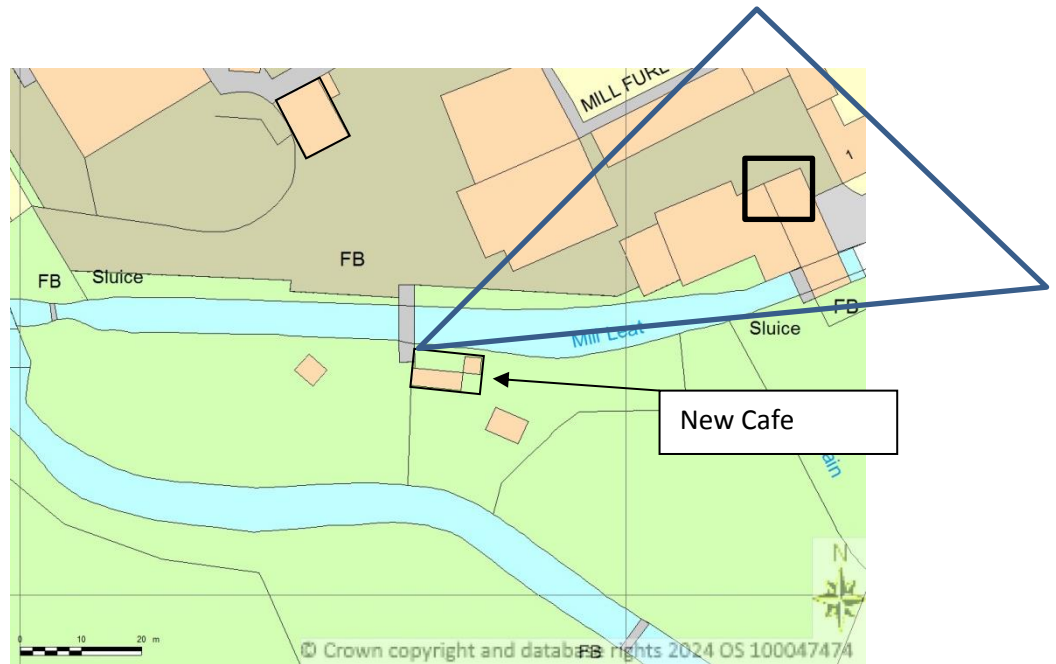 MILL FURL
1
FB
FB
Sluice
Mill Leat
FB
Sluice
New Cafe
ain
N
0 10 20 m
© Crown copyright and database rights 2024 OS 100047474
FB